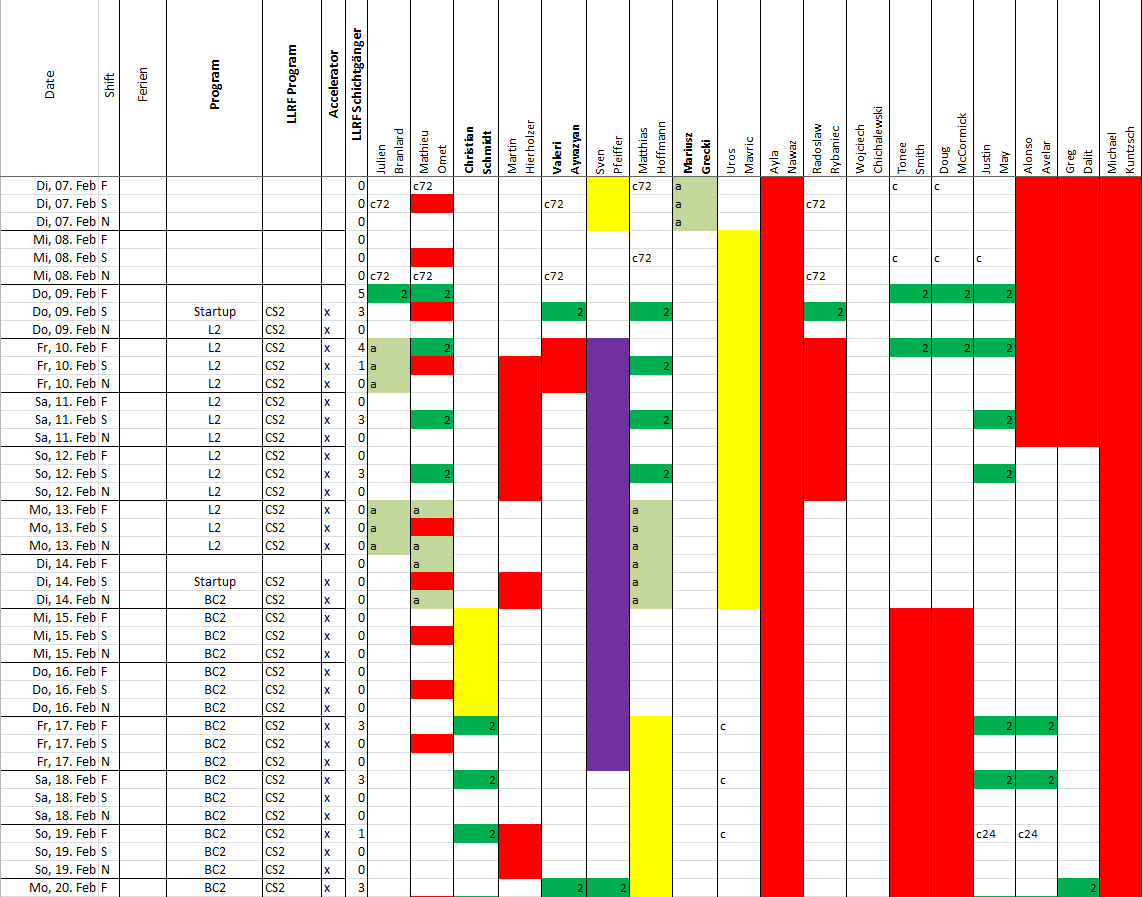 Date Shift Ferien Program LLRF Program Accelerator LLRF Schichtgänger Julien Branlard Mathieu Omet Christian Schmidt Martin Hierholzer Valeri Ayvazyan Sven Pfeiffer Matthias Hoffmann Mariusz Grecki Uros Mavric Ayla Nawaz Radoslaw Rybaniec Wojciech Chichalewski Tonee Smith Doug McCormick Justin May Alonso Avelar Greg Dalit Michael Kuntzsch
Di, 07. Feb F 0 c72 c72 a c c
Di, 07. Feb S 0 c72 c72 a c72
Di, 07. Feb N 0 a
Mi, 08. Feb F 0
Mi, 08. Feb S 0 c72 c c c
Mi, 08. Feb N 0 c72 c72 c72 c72
Do, 09. Feb F 5 2 2 2 2 2
Do, 09. Feb S Startup CS2 x 3 2 2 2
Do, 09. Feb N L2 CS2 x 0
Fr, 10. Feb F L2 CS2 x 4 a 2 2 2 2
Fr, 10. Feb S L2 CS2 x 1 a 2
Fr, 10. Feb N L2 CS2 x 0 a
Sa, 11. Feb F L2 CS2 x 0
Sa, 11. Feb S L2 CS2 x 3 2 2 2
Sa, 11. Feb N L2 CS2 x 0
So, 12. Feb F L2 CS2 x 0
So, 12. Feb S L2 CS2 x 3 2 2 2
So, 12. Feb N L2 CS2 x 0
Mo, 13. Feb F L2 CS2 x 0 a a a
Mo, 13. Feb S L2 CS2 x 0 a a
Mo, 13. Feb N L2 CS2 x 0 a a a
Di, 14. Feb F 0 a a
Di, 14. Feb S Startup CS2 x 0 a
Di, 14. Feb N BC2 CS2 x 0 a a
Mi, 15. Feb F BC2 CS2 x 0
Mi, 15. Feb S BC2 CS2 x 0
Mi, 15. Feb N BC2 CS2 x 0
Do, 16. Feb F BC2 CS2 x 0
Do, 16. Feb S BC2 CS2 x 0
Do, 16. Feb N BC2 CS2 x 0
Fr, 17. Feb F BC2 CS2 x 3 2 c 2 2
Fr, 17. Feb S BC2 CS2 x 0
Fr, 17. Feb N BC2 CS2 x 0
Sa, 18. Feb F BC2 CS2 x 3 2 c 2 2
Sa, 18. Feb S BC2 CS2 x 0
Sa, 18. Feb N BC2 CS2 x 0
So, 19. Feb F BC2 CS2 x 1 2 c c24 c24
So, 19. Feb S BC2 CS2 x 0
So, 19. Feb N BC2 CS2 x 0
Mo, 20. Feb F BC2 CS2 x 3 2 2 2